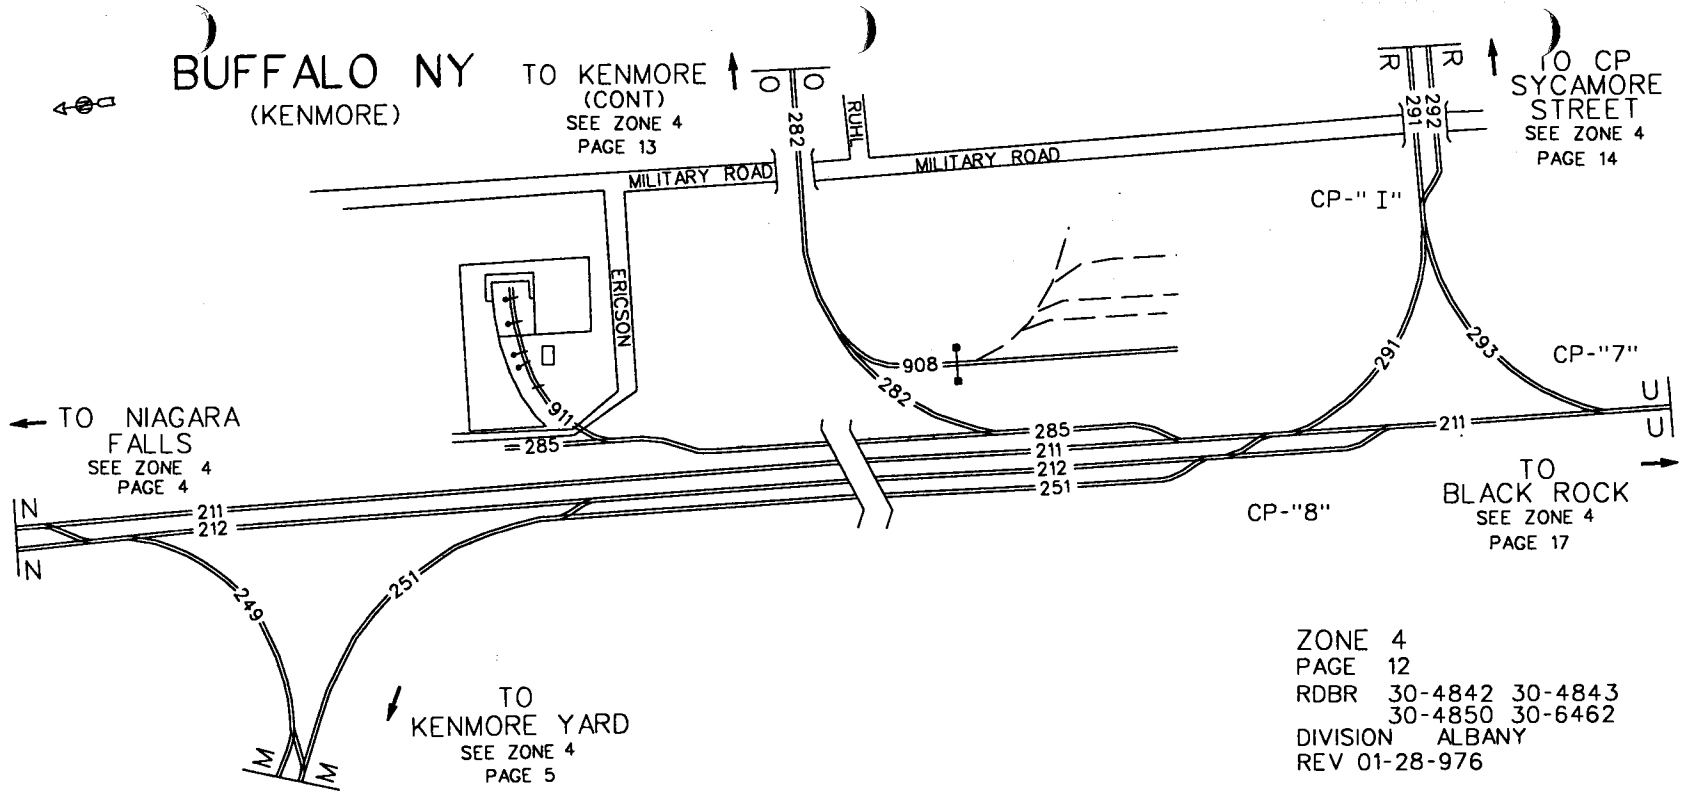 BUFFALO NY
(KENMORE)
TO KENMORE
(CONT)
SEE ZONE 4
PAGE 13
O O
282
RUHL
MILITARY ROAD
MILITARY ROAD
R R
291
292
TO CP
SYCAMORE
STREET
SEE ZONE 4
PAGE 14
CP-" I"
ERICSON
908
282
291
293
CP-"7"
911
285
285
211
212
251
211
U
U
TO NIAGARA
FALLS
SEE ZONE 4
PAGE 4
N
N
211
212
249
251
CP-"8"
TO
BLACK ROCK
SEE ZONE 4
PAGE 17
M M
TO
KENMORE YARD
SEE ZONE 4
PAGE 5
ZONE 4
PAGE 12
RDBR 30-4842 30-4843
30-4850 30-6462
DIVISION ALBANY
REV 01-28-976